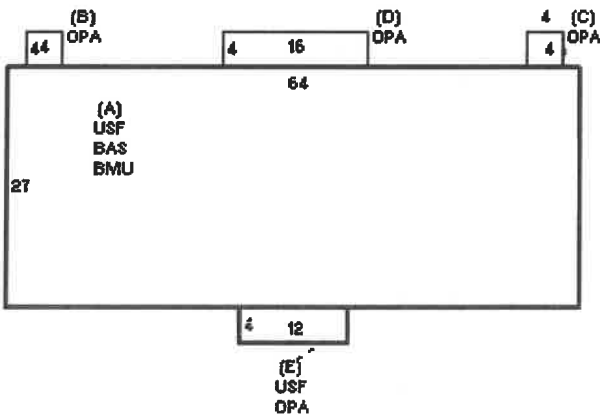 (B)
OPA
44
(D)
OPA
4 16
4 (C)
OPA
4
64
(A)
USF
BAS
BMU
27
4 12
(E)
USF
OPA